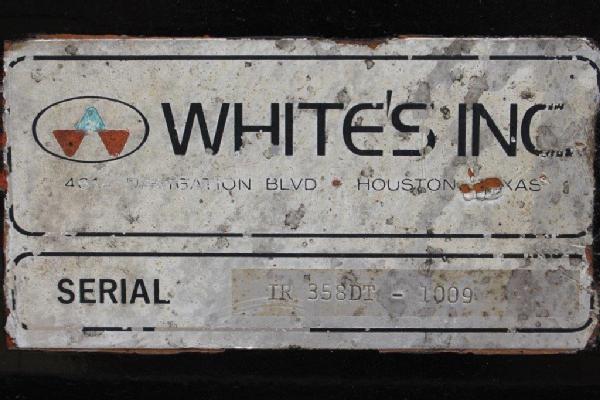 WHITE'S INC
BLVD • HOUSTON
SERIAL IR 358DT - 1009